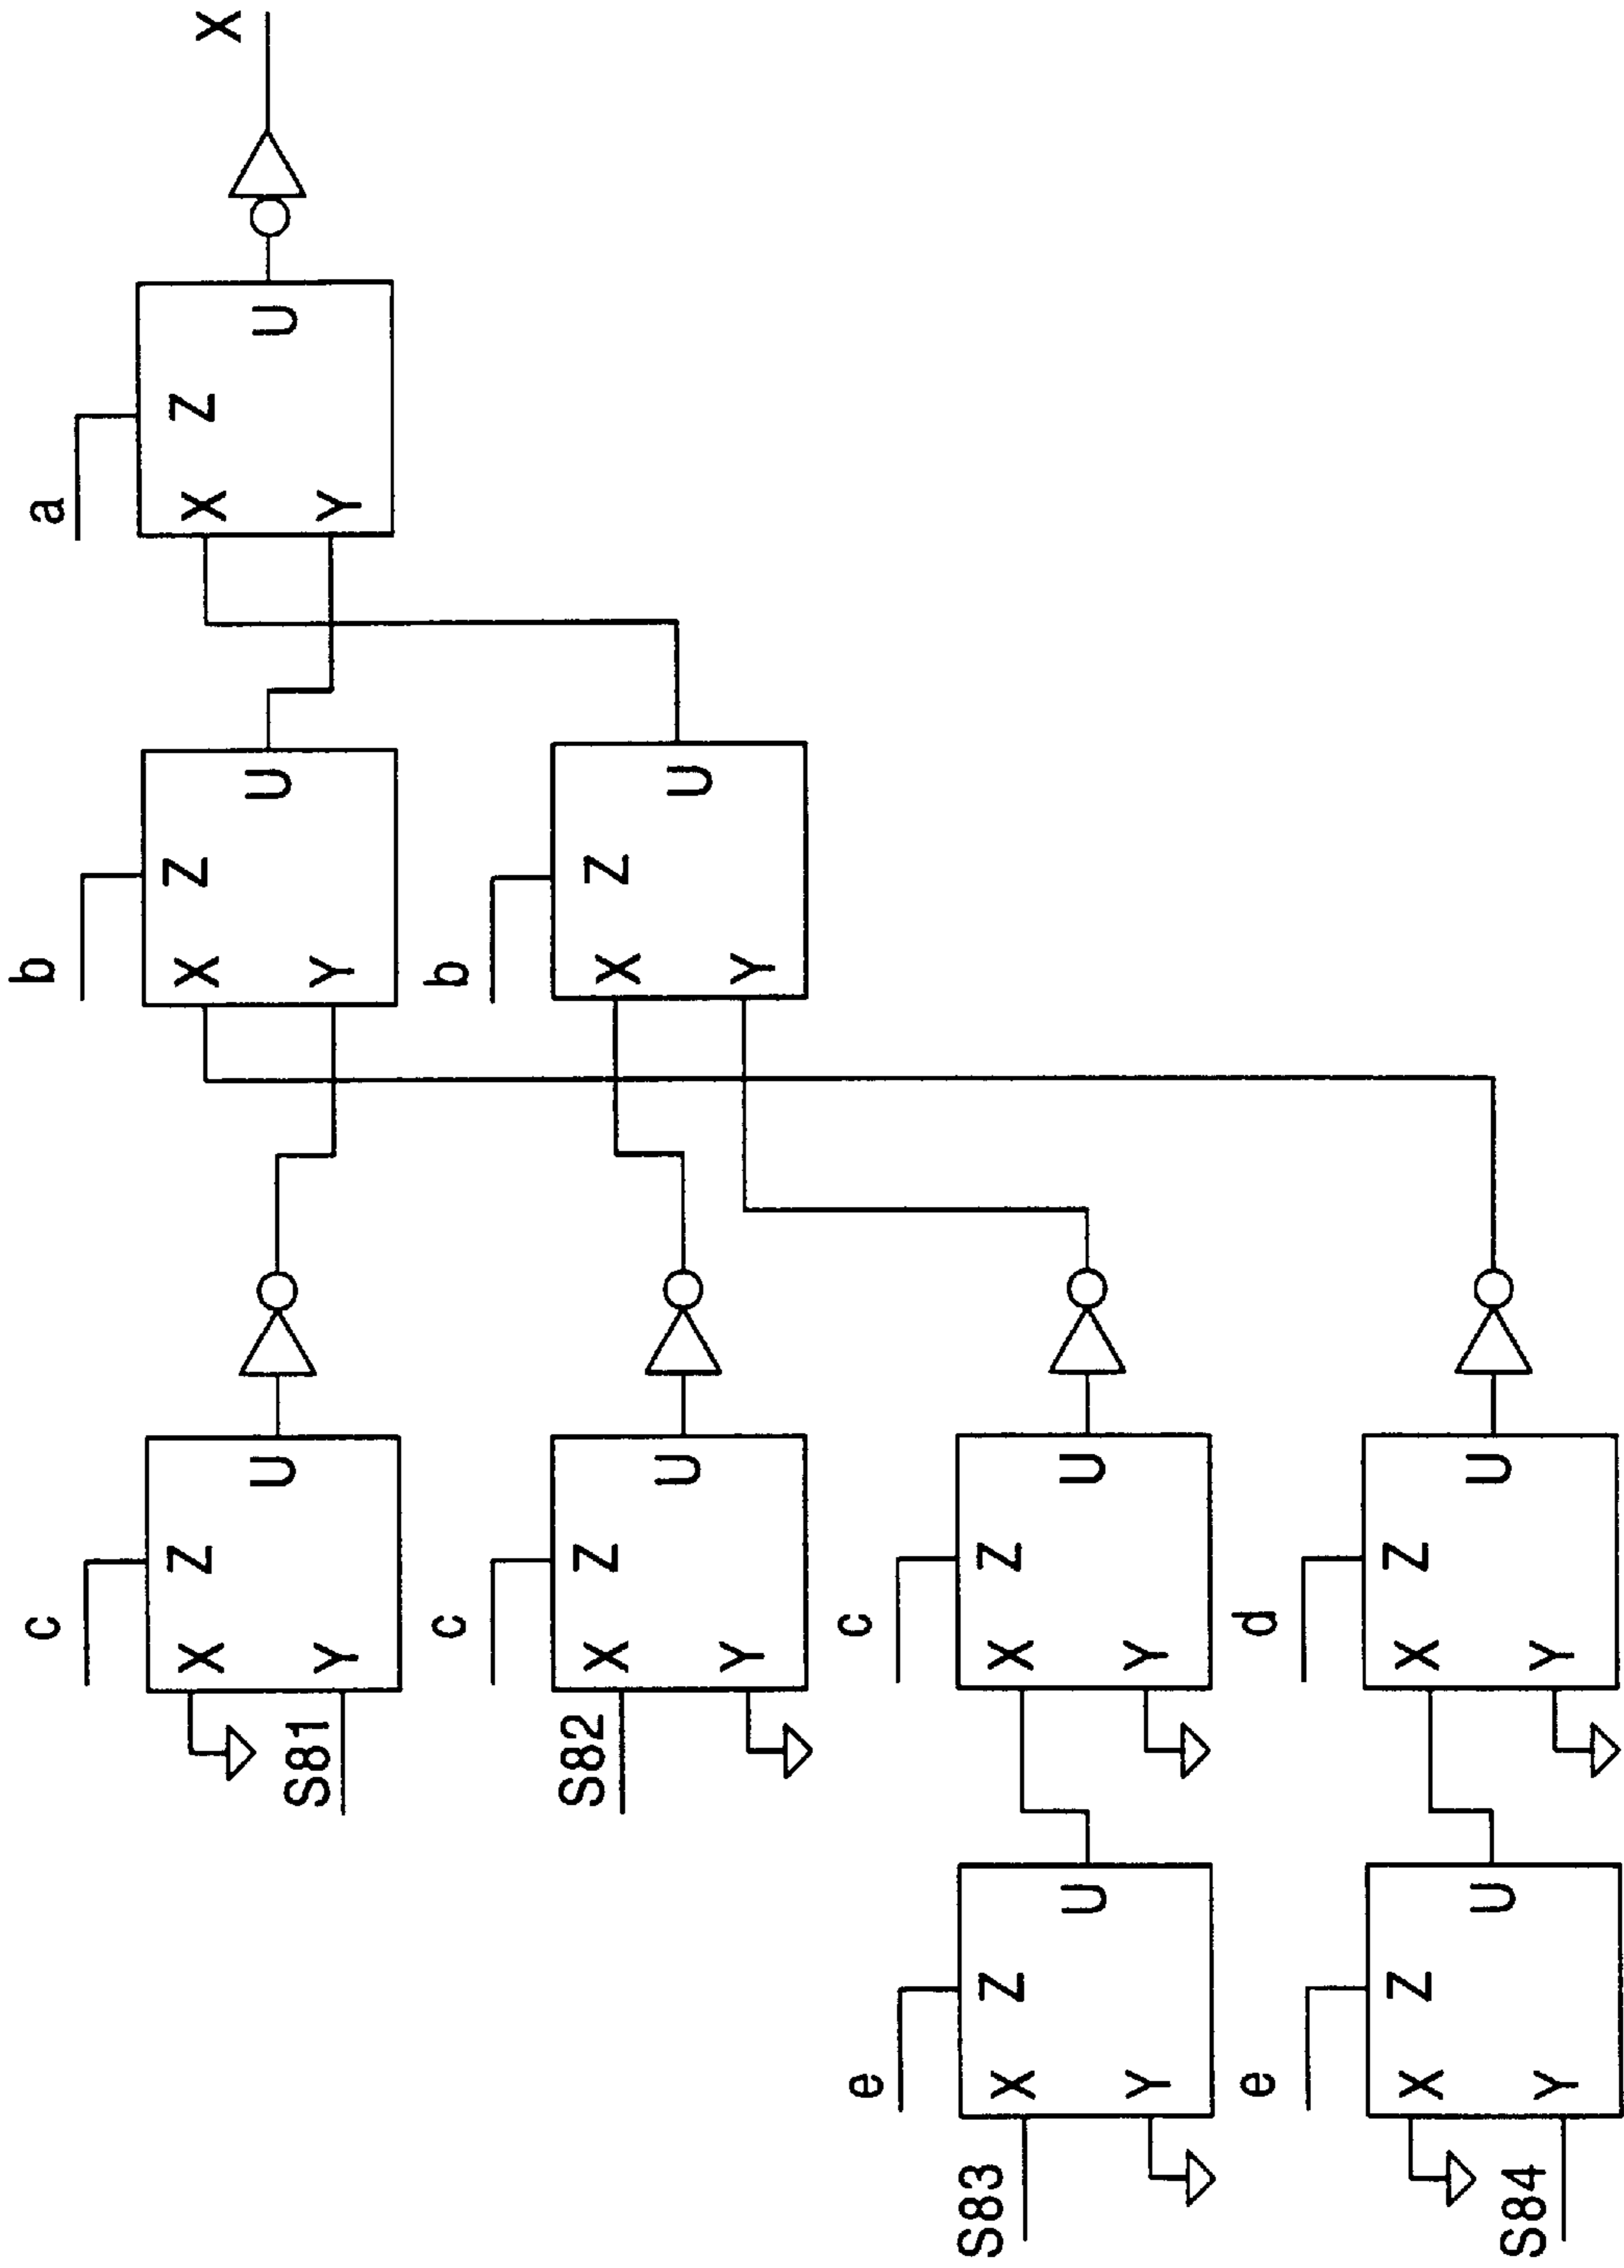 c b a
Z Z Z
X X X X
U U U
S81 Y Y Y
c b
Z Z
S82 X X
U U
Y Y
e c
Z Z
S83 X X
U U
Y Y
e d
Z Z
X X
U U
S84 Y Y